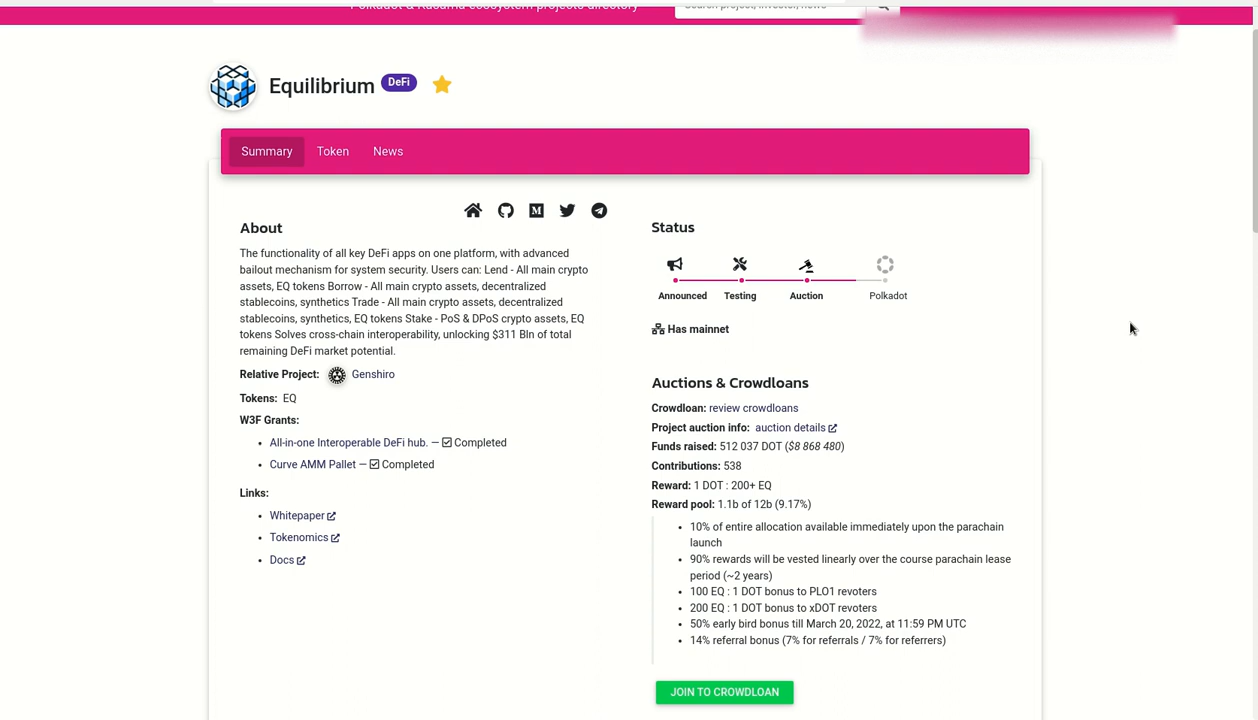 Polkadot & Kusama ecosystem projects directory
Search project, investor, news
Equilibrium DeFi
Summary Token News
About
The functionality of all key DeFi apps on one platform, with advanced
bailout mechanism for system security. Users can: Lend - All main crypto
assets, EQ tokens Borrow - All main crypto assets, decentralized
stablecoins, synthetics Trade - All main crypto assets, decentralized
stablecoins, synthetics, EQ tokens Stake - PoS & DPoS crypto assets, EQ
tokens Solves cross-chain interoperability, unlocking $311 Bln of total
remaining DeFi market potential.
Relative Project: Genshiro
Tokens: EQ
W3F Grants:
All-in-one Interoperable DeFi hub. — Completed
Curve AMM Pallet — Completed
Links:
Whitepaper
Tokenomics
Docs
Status
Announced Testing Auction Polkadot
Has mainnet
Auctions & Crowdloans
Crowdloan: review crowdloans
Project auction info: auction details
Funds raised: 512 037 DOT ($8 868 480)
Contributions: 538
Reward: 1 DOT : 200+ EQ
Reward pool: 1.1b of 12b (9.17%)
10% of entire allocation available immediately upon the parachain
launch
90% rewards will be vested linearly over the course parachain lease
period (~2 years)
100 EQ : 1 DOT bonus to PLO1 revoters
200 EQ : 1 DOT bonus to xDOT revoters
50% early bird bonus till March 20, 2022, at 11:59 PM UTC
14% referral bonus (7% for referrals / 7% for referrers)
JOIN TO CROWDLOAN